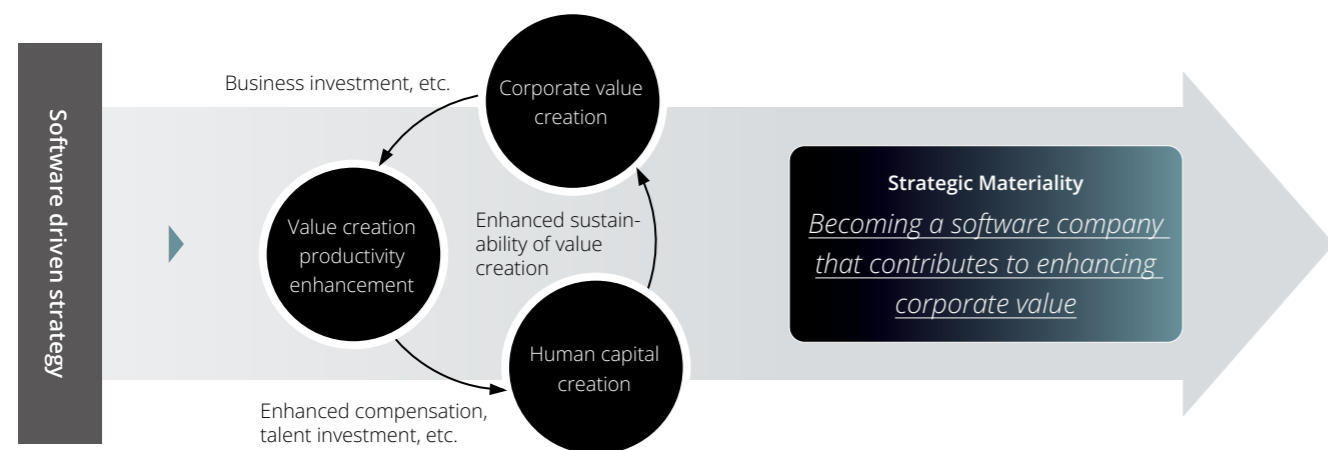 Software driven strategy
Business investment, etc.
Corporate value
creation
Value creation
productivity
enhancement
Enhanced sustain-
ability of value
creation
Human capital
creation
Enhanced compensation,
talent investment, etc.
Strategic Materiality
Becoming a software company
that contributes to enhancing
corporate value